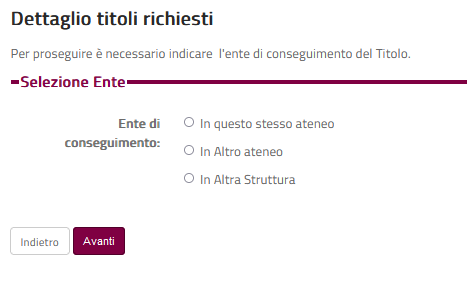 Dettaglio titoli richiesti
Per proseguire è necessario indicare l'ente di conseguimento del Titolo.
Selezione Ente
Ente di
conseguimento:
In questo stesso ateneo
In Altro ateneo
In Altra Struttura
Indietro Avanti